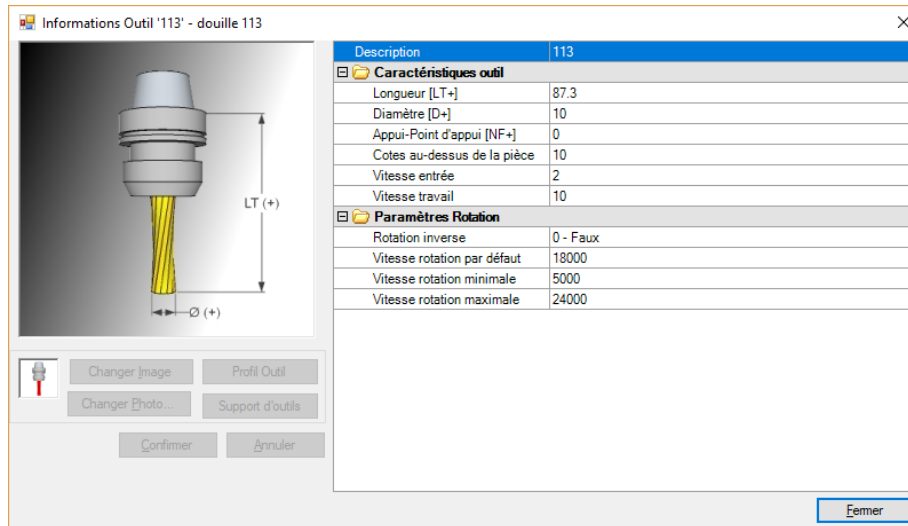 Informations Outil '113' - douille 113
Description 113
Caractéristiques outil
Longueur [LT+] 87.3
Diamètre [D+] 10
Appui-Point d'appui [NF+] 0
Cotes au-dessus de la pièce 10
Vitesse entrée 2
Vitesse travail 10
Paramètres Rotation
Rotation inverse 0 - Faux
Vitesse rotation par défaut 18000
Vitesse rotation minimale 5000
Vitesse rotation maximale 24000
LT (+)
Ø (+)
Changer Image Profil Outil
Changer Photo... Support d'outils
Confirmer Annuler
Fermer